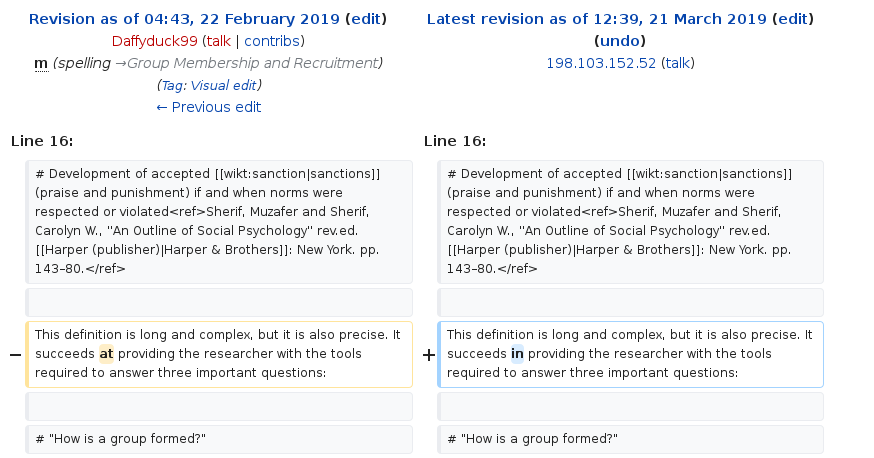 Revision as of 04:43, 22 February 2019 (edit)
Daffyduck99 (talk | contribs)
m (spelling →Group Membership and Recruitment)
(Tag: Visual edit)
← Previous edit
Latest revision as of 12:39, 21 March 2019 (edit)
(undo)
198.103.152.52 (talk)
Line 16:
# Development of accepted [[wikt:sanction|sanctions]]
(praise and punishment) if and when norms were
respected or violated<ref>Sherif, Muzafer and Sherif,
Carolyn W., "An Outline of Social Psychology" rev.ed.
[[Harper (publisher)|Harper & Brothers]]: New York. pp.
143–80.</ref>
− This definition is long and complex, but it is also precise. It
succeeds at providing the researcher with the tools
required to answer three important questions:
# "How is a group formed?"
Line 16:
# Development of accepted [[wikt:sanction|sanctions]]
(praise and punishment) if and when norms were
respected or violated<ref>Sherif, Muzafer and Sherif,
Carolyn W., "An Outline of Social Psychology" rev.ed.
[[Harper (publisher)|Harper & Brothers]]: New York. pp.
143–80.</ref>
+ This definition is long and complex, but it is also precise. It
succeeds in providing the researcher with the tools
required to answer three important questions:
# "How is a group formed?"